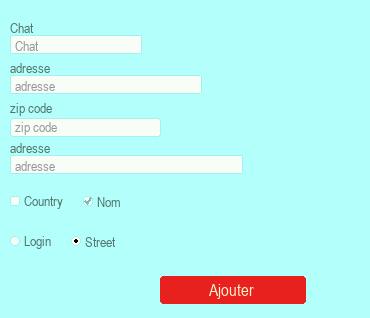 Chat
Chat
adresse
adresse
zip code
zip code
adresse
adresse
Country Nom
Login Street
Ajouter